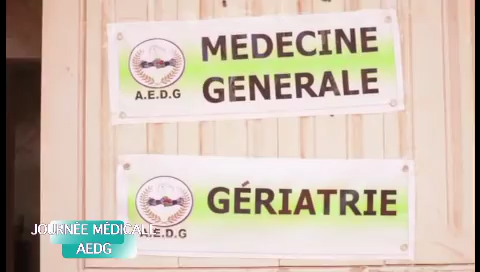 MEDECINE
GENERALE
A.E.D.G
GÉRIATRIE
A.E.D.G
JOURNÉE MÉDICALE
AEDG